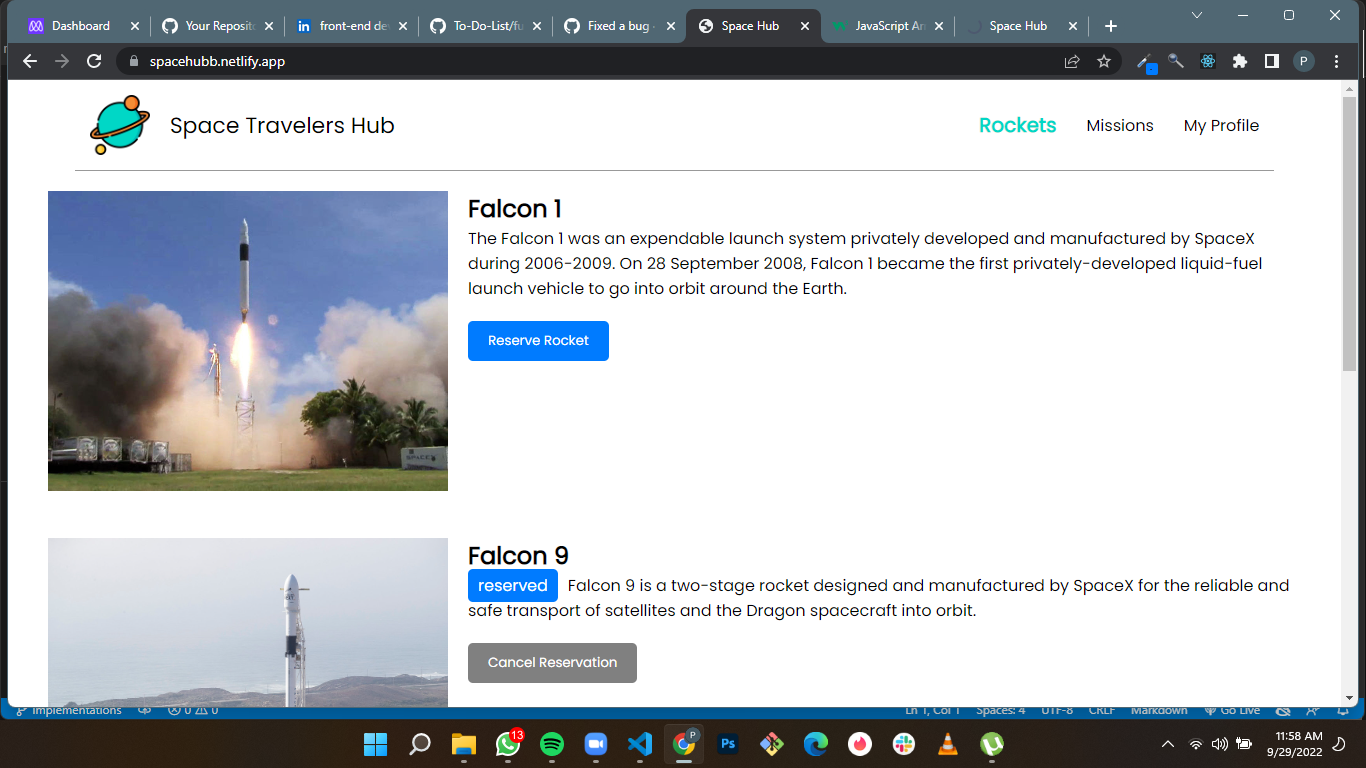 Dashboard
Your Reposito
front-end de
To-Do-List/fu
Fixed a bug
Space Hub
JavaScript An
Space Hub
spacehubb.netlify.app
P
Space Travelers Hub
Rockets
Missions
My Profile
Falcon 1
The Falcon 1 was an expendable launch system privately developed and manufactured by SpaceX
during 2006-2009. On 28 September 2008, Falcon 1 became the first privately-developed liquid-fuel
launch vehicle to go into orbit around the Earth.
Reserve Rocket
Falcon 9
reserved Falcon 9 is a two-stage rocket designed and manufactured by SpaceX for the reliable and
safe transport of satellites and the Dragon spacecraft into orbit.
Cancel Reservation
implementations
0 0
Ln 1, Col 1
Spaces: 4
UTF-8
CRLF
Markdown
Go Live
13
P
Ps
11:58 AM
9/29/2022